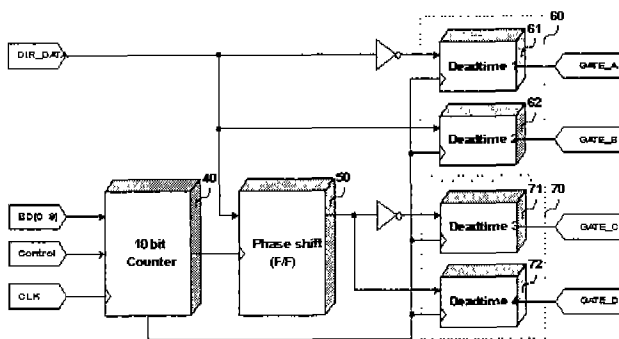 60
61
DIR_DAT
Deadtime 1
GATE_A
62
Deadtime 2
GATE_B
40
50
71
70
BD[0..9]
10 bit
Counter
Phase shift
(F/F)
Deadtime 3
GATE_C
Control
72
CLK
Deadtime 4
GATE_D